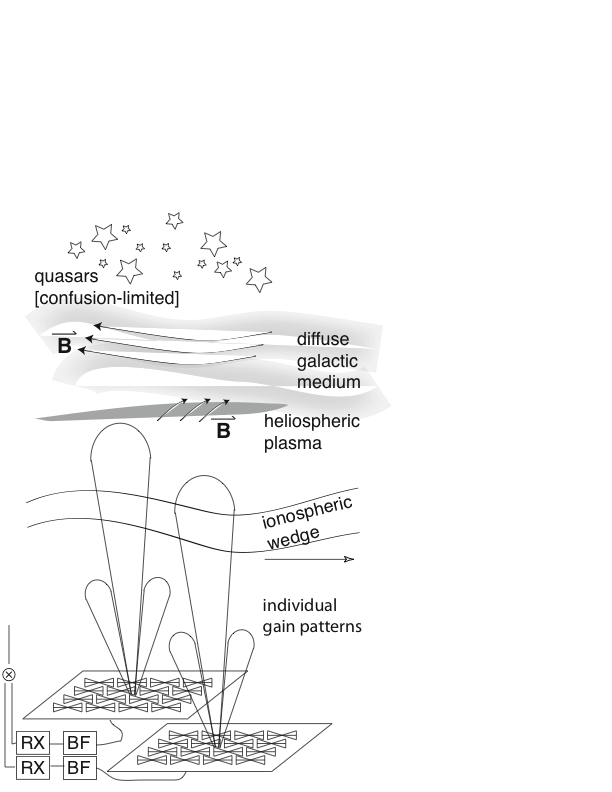 quasars
[confusion-limited]
B
diffuse
galactic
medium
B
heliospheric
plasma
ionospheric
wedge
individual
gain patterns
RX
BF
RX
BF